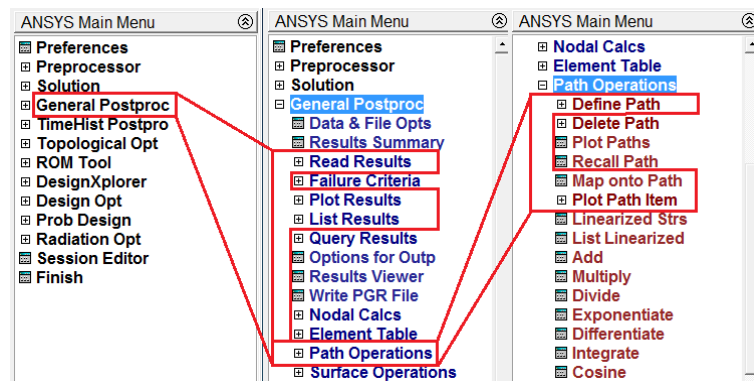 ANSYS Main Menu
Preferences
Preprocessor
Solution
General Postproc
TimeHist Postpro
Topological Opt
ROM Tool
DesignXplorer
Design Opt
Prob Design
Radiation Opt
Session Editor
Finish
ANSYS Main Menu
Preferences
Preprocessor
Solution
General Postproc
Data & File Opts
Results Summary
Read Results
Failure Criteria
Plot Results
List Results
Query Results
Options for Outp
Results Viewer
Write PGR File
Nodal Calcs
Element Table
Path Operations
Surface Operations
ANSYS Main Menu
Nodal Calcs
Element Table
Path Operations
Define Path
Delete Path
Plot Paths
Recall Path
Map onto Path
Plot Path Item
Linearized Strs
List Linearized
Add
Multiply
Divide
Exponentiate
Differentiate
Integrate
Cosine